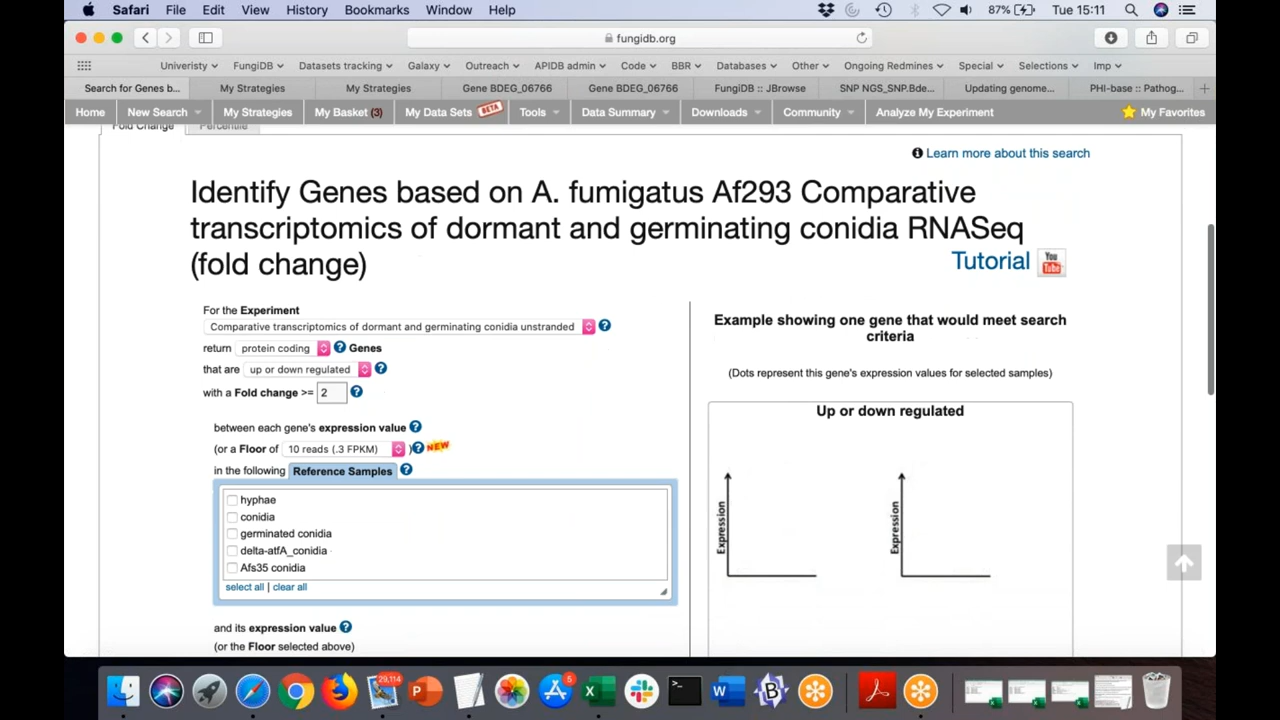 Safari File Edit View History Bookmarks Window Help 87% Tue 15:11
fungidb.org
Univeristy FungiDB Datasets tracking Galaxy Outreach APIDB admin Code BBR Databases Other Ongoing Redmines Special Selections Imp
Search for Genes b... My Strategies My Strategies Gene BDEG_06766 Gene BDEG_06766 FungiDB :: JBrowse SNP NGS_SNP.Bde... Updating genome... PHI-base :: Pathog...
Home New Search My Strategies My Basket (3) My Data Sets BETA Tools Data Summary Downloads Community Analyze My Experiment My Favorites
Fold Change Percentile
Learn more about this search
Identify Genes based on A. fumigatus Af293 Comparative
transcriptomics of dormant and germinating conidia RNASeq
(fold change)
Tutorial You Tube
For the Experiment
Comparative transcriptomics of dormant and germinating conidia unstranded ?
return protein coding ? Genes
that are up or down regulated ?
with a Fold change >= 2 ?
between each gene's expression value ?
(or a Floor of 10 reads (.3 FPKM) )? NEW
in the following Reference Samples ?
hyphae
conidia
germinated conidia
delta-atfA_conidia
Afs35 conidia
select all | clear all
and its expression value ?
(or the Floor selected above)
Example showing one gene that would meet search
criteria
(Dots represent this gene's expression values for selected samples)
Up or down regulated
Expression
Expression
29,114
5